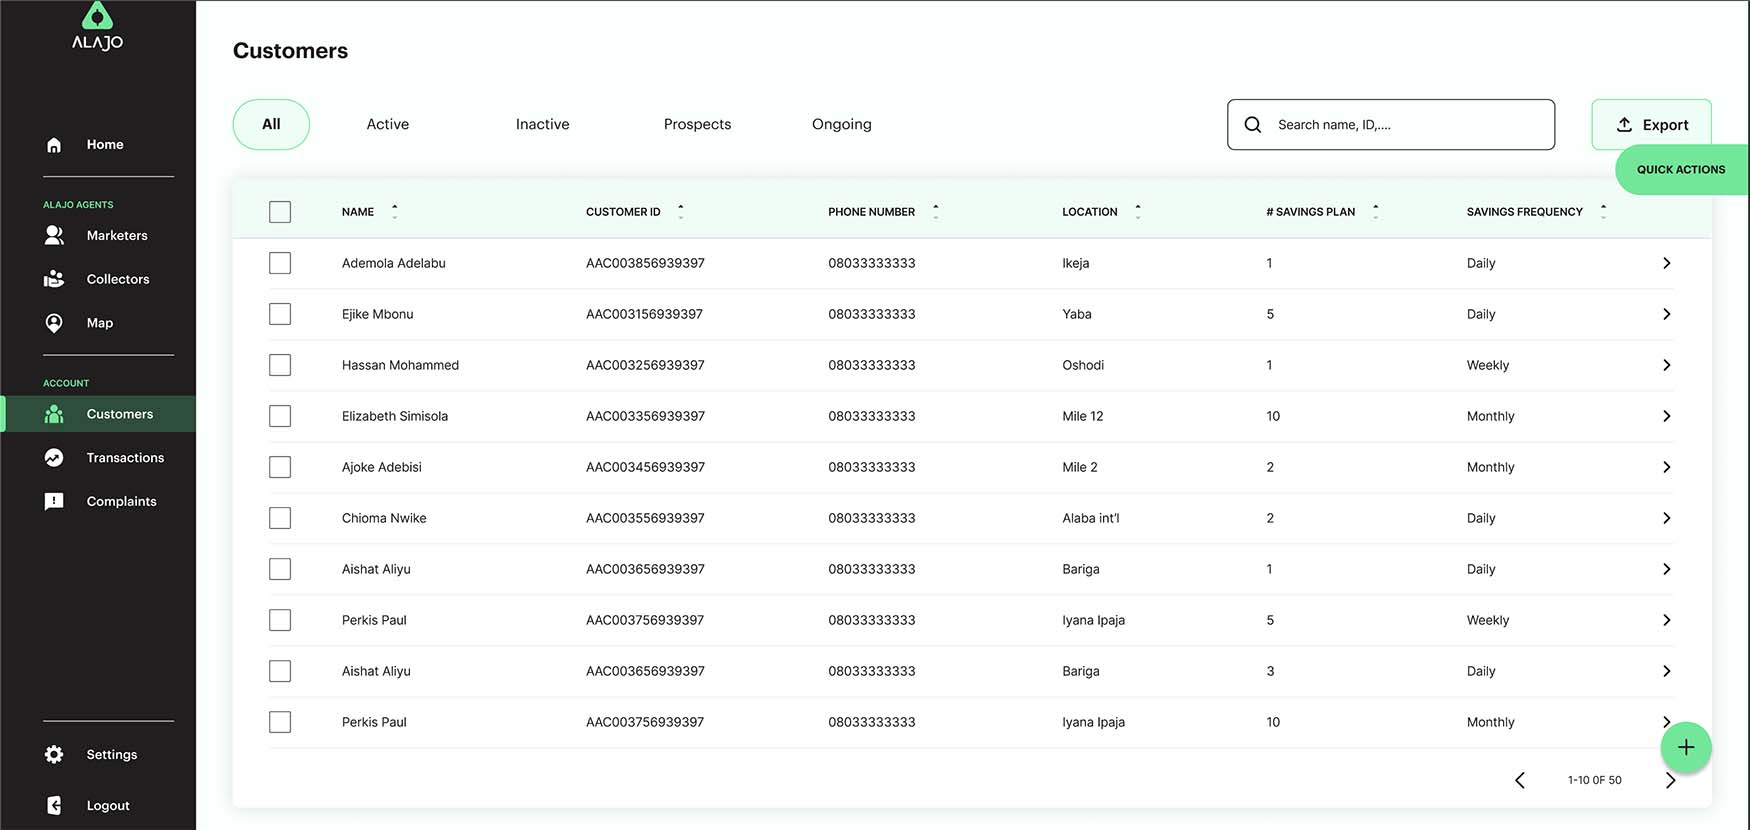 ALAJO
Home
ALAJO AGENTS
Marketers
Collectors
Map
ACCOUNT
Customers
Transactions
Complaints
Settings
Logout
Customers
All Active Inactive Prospects Ongoing Search name, ID,.... Export
QUICK ACTIONS
NAME CUSTOMER ID PHONE NUMBER LOCATION # SAVINGS PLAN SAVINGS FREQUENCY
Ademola Adelabu AAC003856939397 08033333333 Ikeja 1 Daily
Ejike Mbonu AAC003156939397 08033333333 Yaba 5 Daily
Hassan Mohammed AAC003256939397 08033333333 Oshodi 1 Weekly
Elizabeth Simisola AAC003356939397 08033333333 Mile 12 10 Monthly
Ajoke Adebisi AAC003456939397 08033333333 Mile 2 2 Monthly
Chioma Nwike AAC003556939397 08033333333 Alaba int'l 2 Daily
Aishat Aliyu AAC003656939397 08033333333 Bariga 1 Daily
Perkis Paul AAC003756939397 08033333333 Iyana Ipaja 5 Weekly
Aishat Aliyu AAC003656939397 08033333333 Bariga 3 Daily
Perkis Paul AAC003756939397 08033333333 Iyana Ipaja 10 Monthly
1-10 0F 50